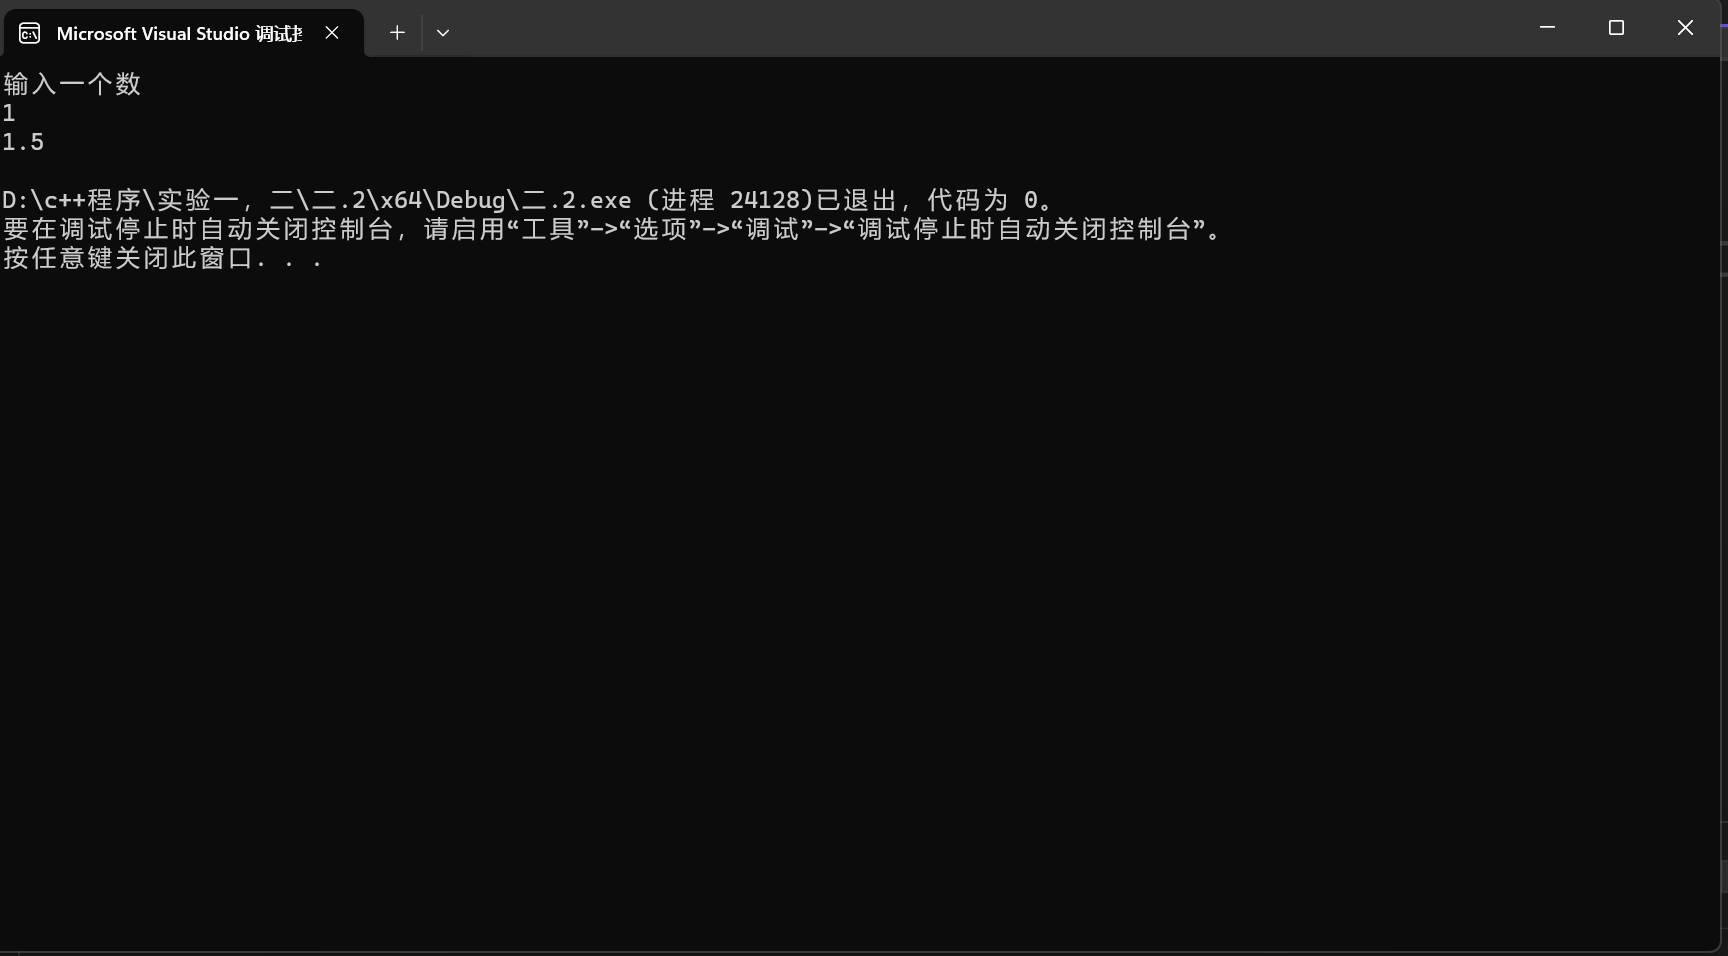 Microsoft Visual Studio 调试
输入一个数
1
1.5
D:\c++程序\实验一，二\二.2\x64\Debug\二.2.exe (进程 24128)已退出，代码为 0。
要在调试停止时自动关闭控制台，请启用“工具”->“选项”->“调试”->“调试停止时自动关闭控制台”。
按任意键关闭此窗口. . .